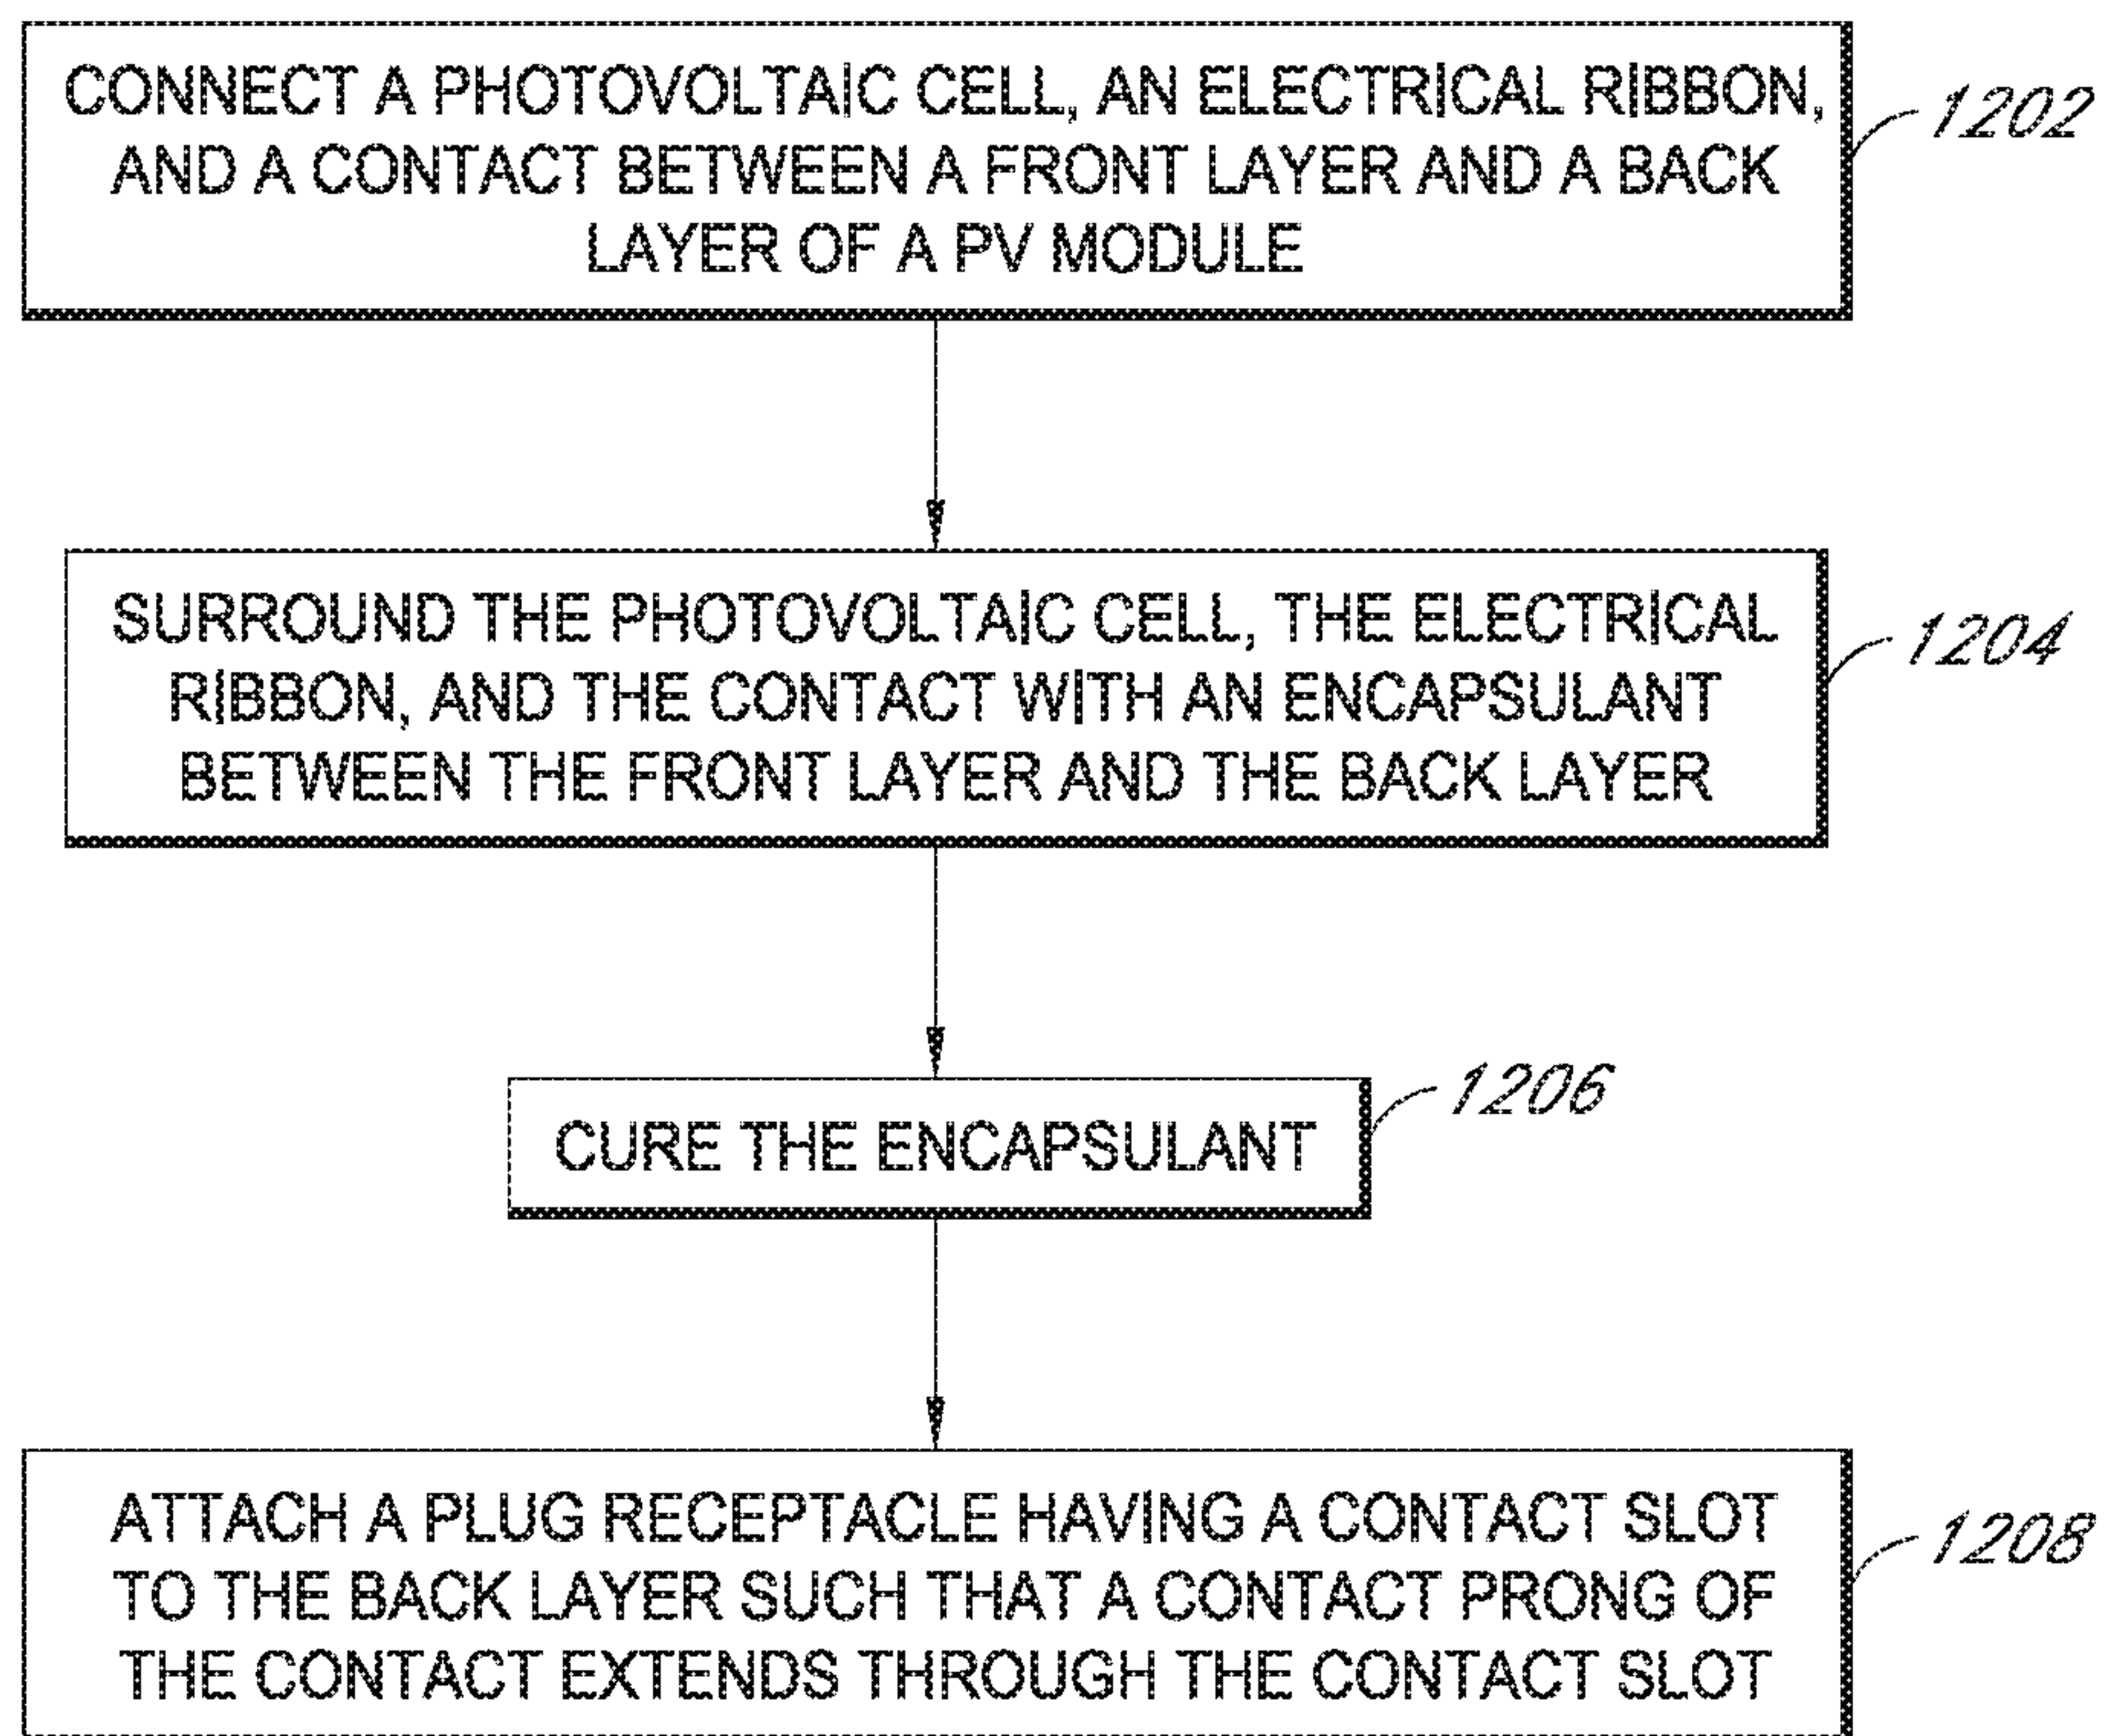 CONNECT A PHOTOVOLTAIC CELL, AN ELECTRICAL RIBBON,
AND A CONTACT BETWEEN A FRONT LAYER AND A BACK
LAYER OF A PV MODULE
1202
SURROUND THE PHOTOVOLTAIC CELL, THE ELECTRICAL
RIBBON, AND THE CONTACT WITH AN ENCAPSULANT
BETWEEN THE FRONT LAYER AND THE BACK LAYER
1204
CURE THE ENCAPSULANT
1206
ATTACH A PLUG RECEPTACLE HAVING A CONTACT SLOT
TO THE BACK LAYER SUCH THAT A CONTACT PRONG OF
THE CONTACT EXTENDS THROUGH THE CONTACT SLOT
1208